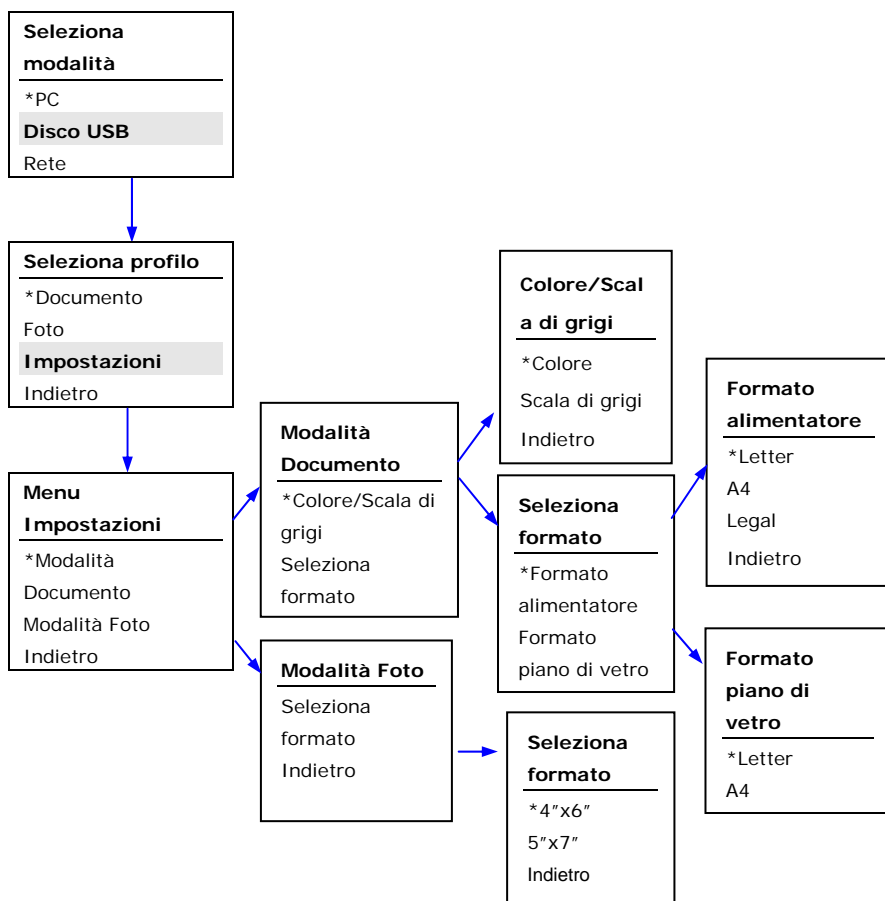 Seleziona
modalità
*PC
Disco USB
Rete
Seleziona profilo
*Documento
Foto
Impostazioni
Indietro
Menu
Impostazioni
*Modalità
Documento
Modalità Foto
Indietro
Modalità
Documento
*Colore/Scala di
grigi
Seleziona
formato
Modalità Foto
Seleziona
formato
Indietro
Colore/Scal
a di grigi
*Colore
Scala di grigi
Indietro
Seleziona
formato
*Formato
alimentatore
Formato
piano di vetro
Seleziona
formato
*4"x6"
5"x7"
Indietro
Formato
alimentatore
*Letter
A4
Legal
Indietro
Formato
piano di
vetro
*Letter
A4